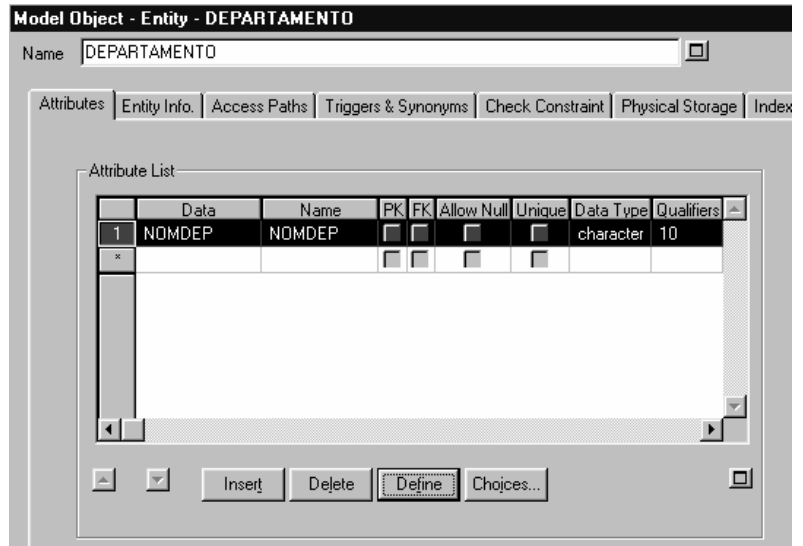 Model Object - Entity - DEPARTAMENTO
Name DEPARTAMENTO
Attributes Entity Info. Access Paths Triggers & Synonyms Check Constraint Physical Storage Index
Attribute List
Data Name PK FK Allow Null Unique Data Type Qualifiers
1 NOMDEP NOMDEP character 10
*
Insert Delete Define Choices...